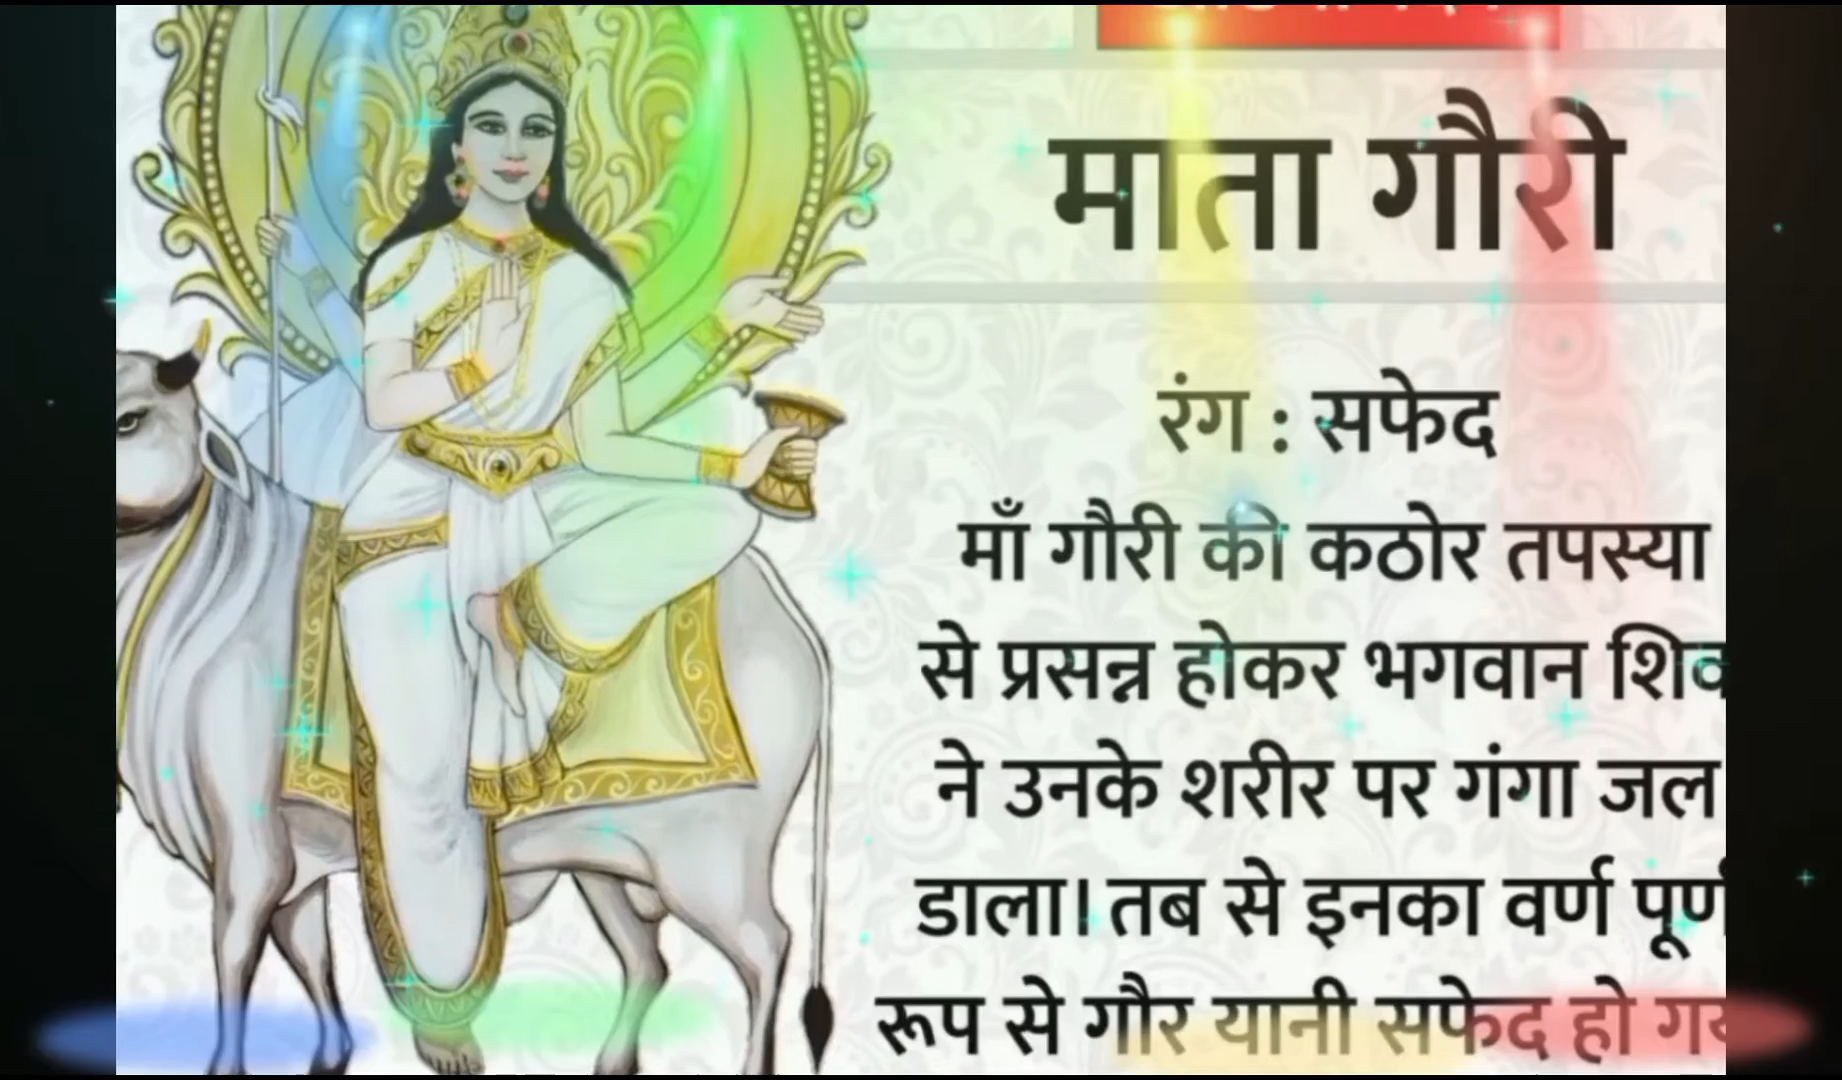 माता गौरी
रंग : सफेद
माँ गौरी की कठोर तपस्या
से प्रसन्न होकर भगवान शिव
ने उनके शरीर पर गंगा जल
डाला। तब से इनका वर्ण पूर्ण
रूप से गौर यानी सफेद हो